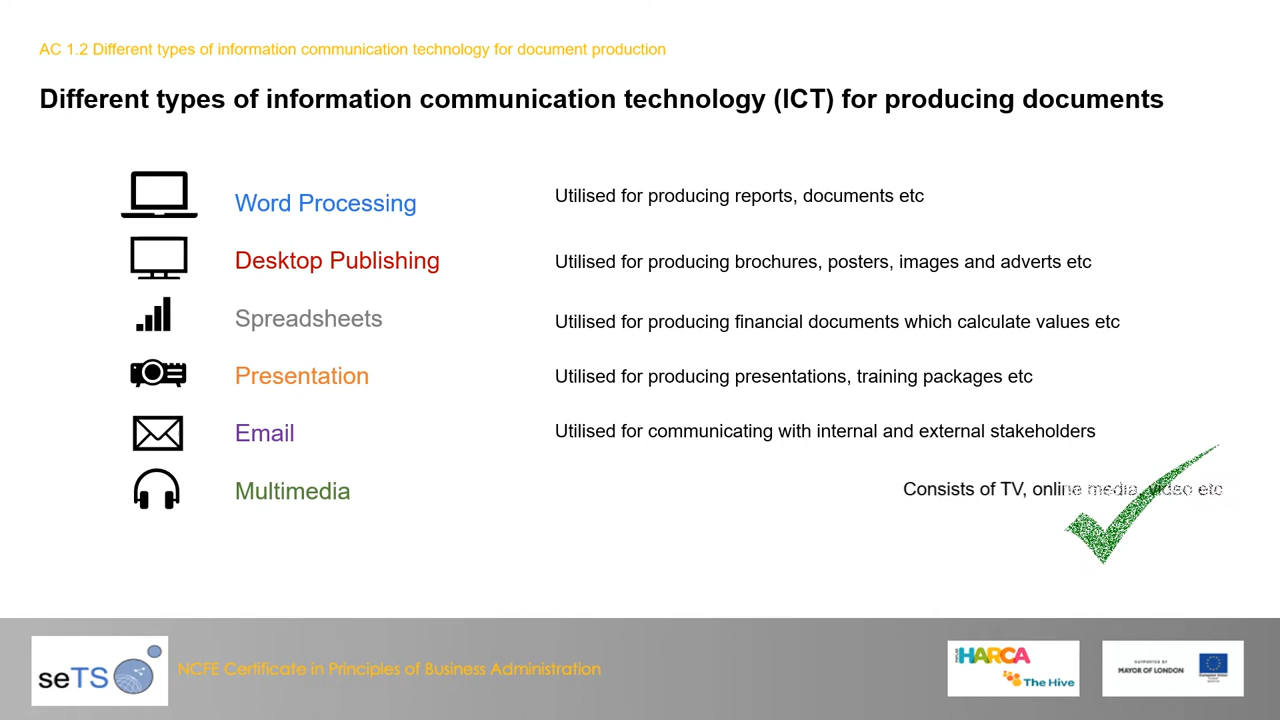 AC 1.2 Different types of information communication technology for document production
Different types of information communication technology (ICT) for producing documents
Word Processing
Utilised for producing reports, documents etc
Desktop Publishing
Utilised for producing brochures, posters, images and adverts etc
Spreadsheets
Utilised for producing financial documents which calculate values etc
Presentation
Utilised for producing presentations, training packages etc
Email
Utilised for communicating with internal and external stakeholders
Multimedia
Consists of TV, online media, video etc
seTS
NCFE Certificate in Principles of Business Administration
HARCA
The Hive
SUPPORTED BY
MAYOR OF LONDON
European Union